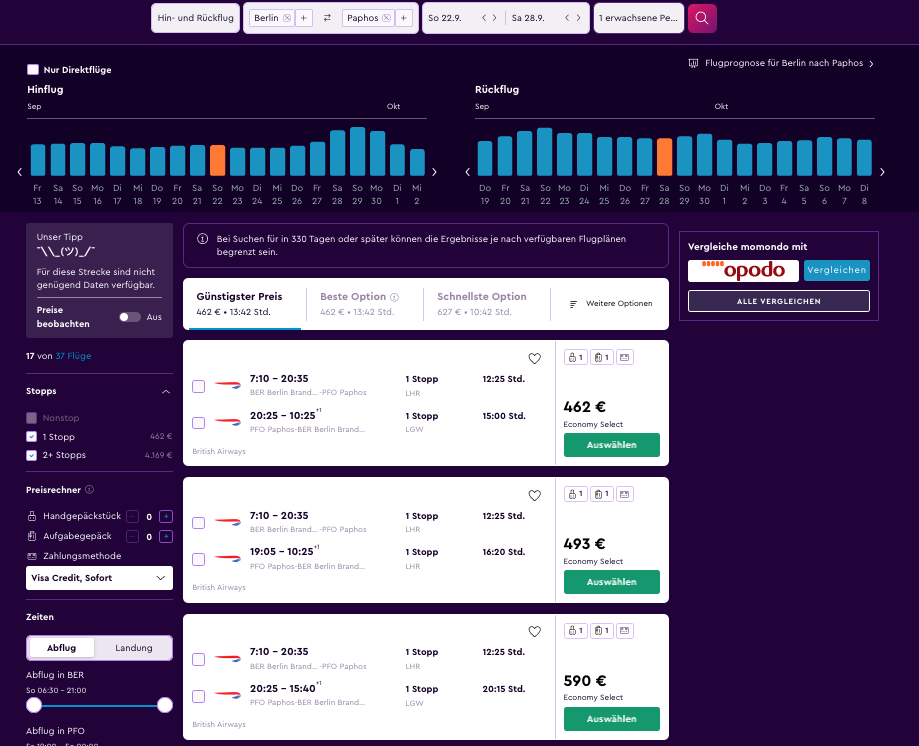 Hin- und Rückflug
Berlin
Paphos
So 22.9.
Sa 28.9.
1 erwachsene Pe...
Flugprognose für Berlin nach Paphos
Nur Direktflüge
Hinflug
Sep Okt
Fr Sa So Mo Di Mi Do Fr Sa So Mo Di Mi Do Fr Sa So Mo Di Mi
13 14 15 16 17 18 19 20 21 22 23 24 25 26 27 28 29 30 1 2
Rückflug
Sep Okt
Do Fr Sa So Mo Di Mi Do Fr Sa So Mo Di Mi Do Fr Sa So Mo Di
19 20 21 22 23 24 25 26 27 28 29 30 1 2 3 4 5 6 7 8
Unser Tipp
¯\\_(ツ)_/¯
Für diese Strecke sind nicht
genügend Daten verfügbar.
Preise
beobachten
Aus
17 von 37 Flüge
Stopps
Nonstop
1 Stopp 462 €
2+ Stopps 4.169 €
Preisrechner
Handgepäckstück − 0 +
Aufgabegepäck − 0 +
Zahlungsmethode
Visa Credit, Sofort
Zeiten
Abflug Landung
Abflug in BER
So 06:30 – 21:00
Abflug in PFO
Bei Suchen für in 330 Tagen oder später können die Ergebnisse je nach verfügbaren Flugplänen
begrenzt sein.
Günstigster Preis
462 € • 13:42 Std.
Beste Option
462 € • 13:42 Std.
Schnellste Option
627 € • 10:42 Std.
Weitere Optionen
7:10 – 20:35 1 Stopp 12:25 Std.
BER Berlin Brand... -PFO Paphos LHR
20:25 – 10:25+1 1 Stopp 15:00 Std.
PFO Paphos-BER Berlin Brand... LGW
British Airways
1 1
462 €
Economy Select
Auswählen
7:10 – 20:35 1 Stopp 12:25 Std.
BER Berlin Brand... -PFO Paphos LHR
19:05 – 10:25+1 1 Stopp 16:20 Std.
PFO Paphos-BER Berlin Brand... LHR
British Airways
1 1
493 €
Economy Select
Auswählen
7:10 – 20:35 1 Stopp 12:25 Std.
BER Berlin Brand... -PFO Paphos LHR
20:25 – 15:40+1 1 Stopp 20:15 Std.
PFO Paphos-BER Berlin Brand... LGW
British Airways
1 1
590 €
Economy Select
Auswählen
Vergleiche momondo mit
opodo
Vergleichen
ALLE VERGLEICHEN